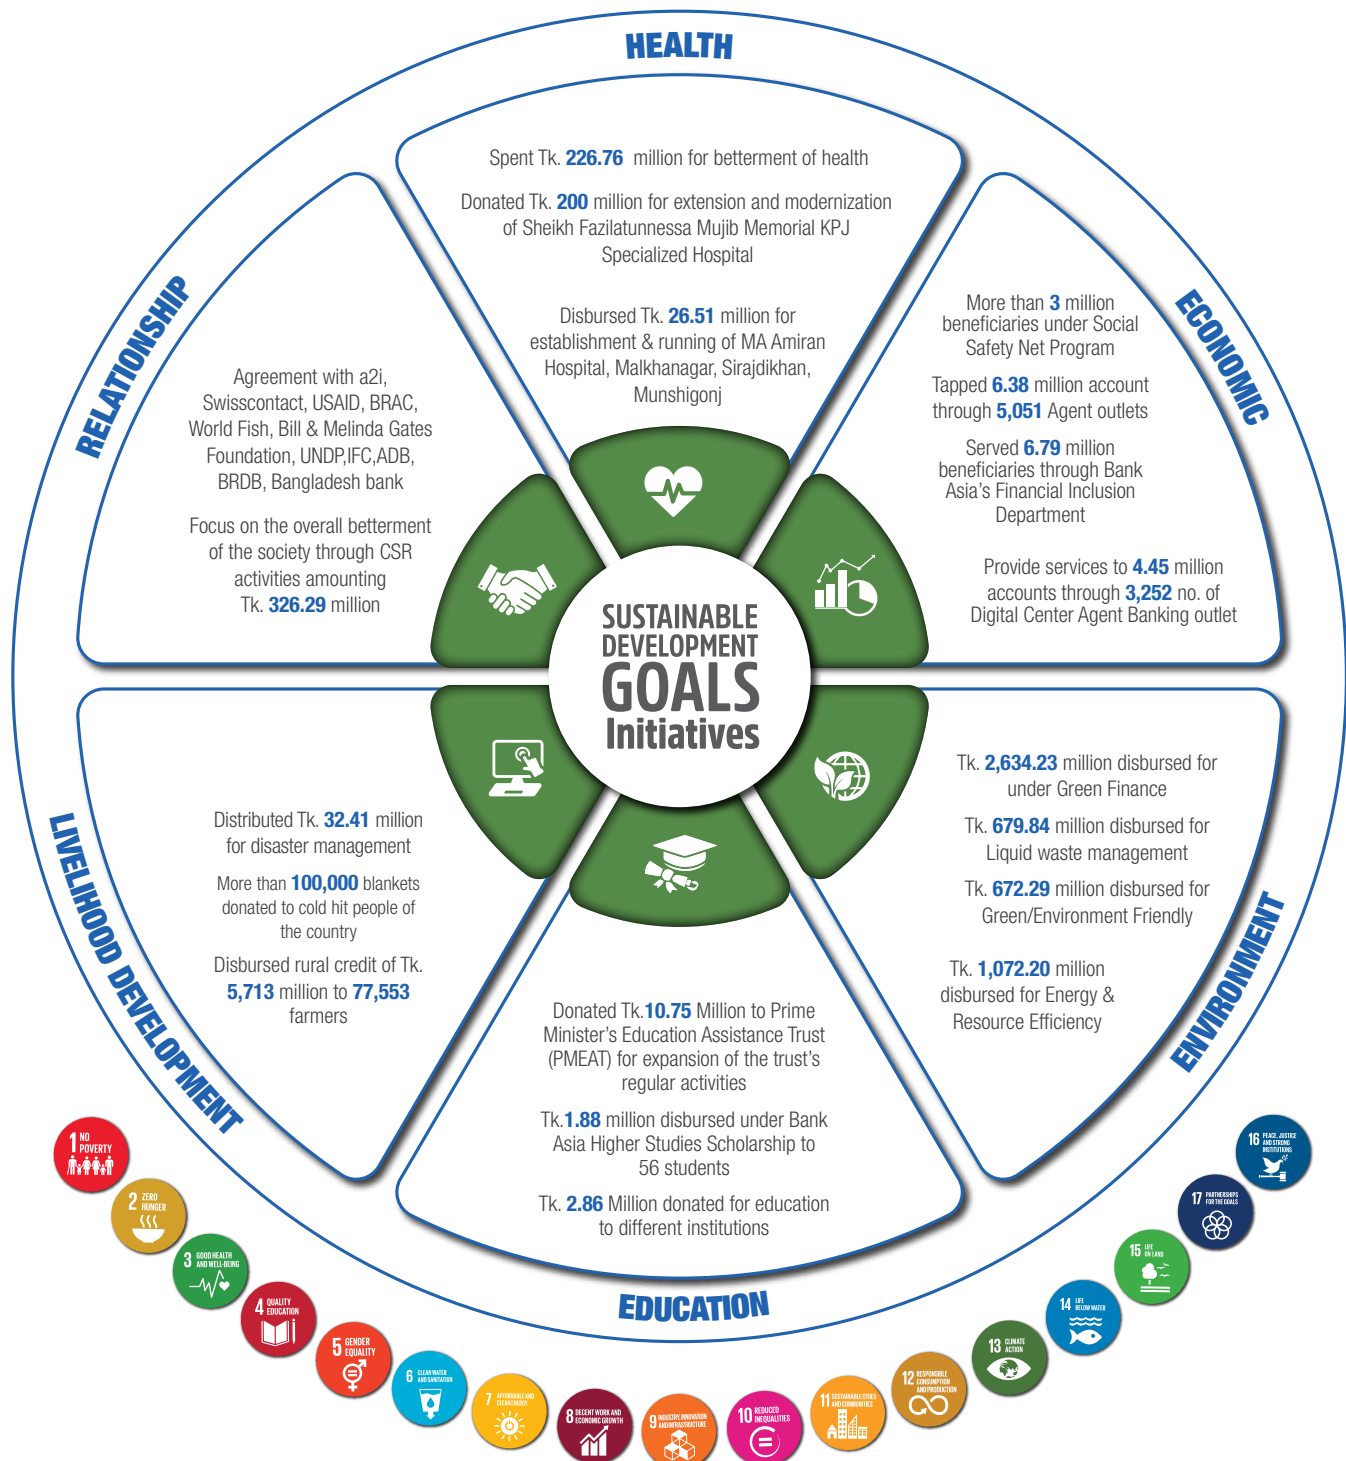 HEALTH
Spent Tk. 226.76 million for betterment of health
Donated Tk. 200 million for extension and modernization
of Sheikh Fazilatunnessa Mujib Memorial KPJ
Specialized Hospital
Disbursed Tk. 26.51 million for
establishment & running of MA Amiran
Hospital, Malkhanagar, Sirajdikhan,
Munshigonj
ECONOMIC
More than 3 million
beneficiaries under Social
Safety Net Program
Tapped 6.38 million account
through 5,051 Agent outlets
Served 6.79 million
beneficiaries through Bank
Asia's Financial Inclusion
Department
Provide services to 4.45 million
accounts through 3,252 no. of
Digital Center Agent Banking outlet
RELATIONSHIP
Agreement with a2i,
Swisscontact, USAID, BRAC,
World Fish, Bill & Melinda Gates
Foundation, UNDP,IFC,ADB,
BRDB, Bangladesh bank
Focus on the overall betterment
of the society through CSR
activities amounting
Tk. 326.29 million
SUSTAINABLE
DEVELOPMENT
GOALS
Initiatives
LIVELIHOOD DEVELOPMENT
Distributed Tk. 32.41 million
for disaster management
More than 100,000 blankets
donated to cold hit people of
the country
Disbursed rural credit of Tk.
5,713 million to 77,553
farmers
ENVIRONMENT
Tk. 2,634.23 million disbursed for
under Green Finance
Tk. 679.84 million disbursed for
Liquid waste management
Tk. 672.29 million disbursed for
Green/Environment Friendly
Tk. 1,072.20 million
disbursed for Energy &
Resource Efficiency
Donated Tk.10.75 Million to Prime
Minister's Education Assistance Trust
(PMEAT) for expansion of the trust's
regular activities
Tk.1.88 million disbursed under Bank
Asia Higher Studies Scholarship to
56 students
Tk. 2.86 Million donated for education
to different institutions
EDUCATION
1 NO
POVERTY
2 ZERO
HUNGER
3 GOOD HEALTH
AND WELL-BEING
4 QUALITY
EDUCATION
5 GENDER
EQUALITY
6 CLEAN WATER
AND SANITATION
7 AFFORDABLE AND
CLEAN ENERGY
8 DECENT WORK AND
ECONOMIC GROWTH
9 INDUSTRY, INNOVATION
AND INFRASTRUCTURE
10 REDUCED
INEQUALITIES
11 SUSTAINABLE CITIES
AND COMMUNITIES
12 RESPONSIBLE
CONSUMPTION
AND PRODUCTION
13 CLIMATE
ACTION
14 LIFE
BELOW WATER
15 LIFE
ON LAND
17 PARTNERSHIPS
FOR THE GOALS
16 PEACE, JUSTICE
AND STRONG
INSTITUTIONS